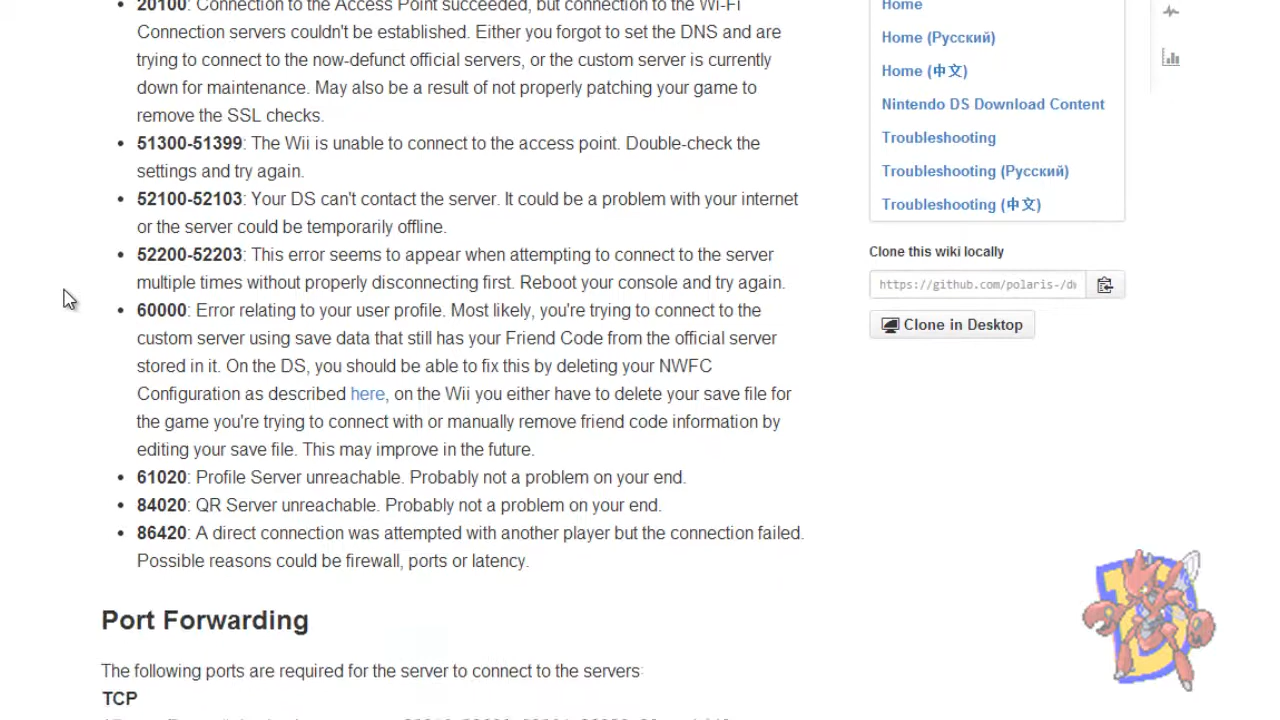 20100: Connection to the Access Point succeeded, but connection to the Wi-Fi
Connection servers couldn't be established. Either you forgot to set the DNS and are
trying to connect to the now-defunct official servers, or the custom server is currently
down for maintenance. May also be a result of not properly patching your game to
remove the SSL checks.
51300-51399: The Wii is unable to connect to the access point. Double-check the
settings and try again.
52100-52103: Your DS can't contact the server. It could be a problem with your internet
or the server could be temporarily offline.
52200-52203: This error seems to appear when attempting to connect to the server
multiple times without properly disconnecting first. Reboot your console and try again.
60000: Error relating to your user profile. Most likely, you're trying to connect to the
custom server using save data that still has your Friend Code from the official server
stored in it. On the DS, you should be able to fix this by deleting your NWFC
Configuration as described here, on the Wii you either have to delete your save file for
the game you're trying to connect with or manually remove friend code information by
editing your save file. This may improve in the future.
61020: Profile Server unreachable. Probably not a problem on your end.
84020: QR Server unreachable. Probably not a problem on your end.
86420: A direct connection was attempted with another player but the connection failed.
Possible reasons could be firewall, ports or latency.
Port Forwarding
The following ports are required for the server to connect to the servers:
TCP
Home
Home (Русский)
Home (中文)
Nintendo DS Download Content
Troubleshooting
Troubleshooting (Русский)
Troubleshooting (中文)
Clone this wiki locally
https://github.com/polaris-/dw
Clone in Desktop